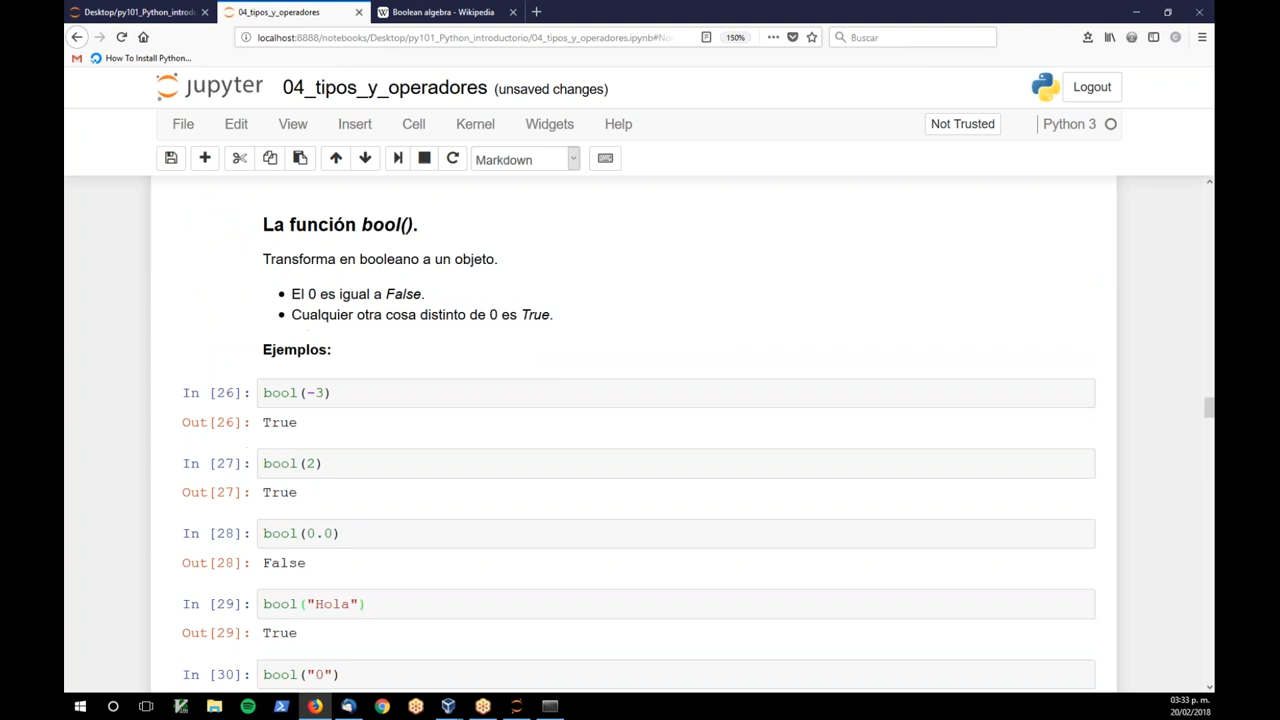 Desktop/py101_Python_introdu
04_tipos_y_operadores
Boolean algebra - Wikipedia
localhost:8888/notebooks/Desktop/py101_Python_introductorio/04_tipos_y_operadores.ipynb#No
150%
Buscar
How To Install Python...
jupyter 04_tipos_y_operadores (unsaved changes)
Logout
File Edit View Insert Cell Kernel Widgets Help
Not Trusted
Python 3
Markdown
La función bool().
Transforma en booleano a un objeto.
• El 0 es igual a False.
• Cualquier otra cosa distinto de 0 es True.
Ejemplos:
In [26]: bool(-3)
Out[26]: True
In [27]: bool(2)
Out[27]: True
In [28]: bool(0.0)
Out[28]: False
In [29]: bool("Hola")
Out[29]: True
In [30]: bool("0")
03:33 p. m.
20/02/2018